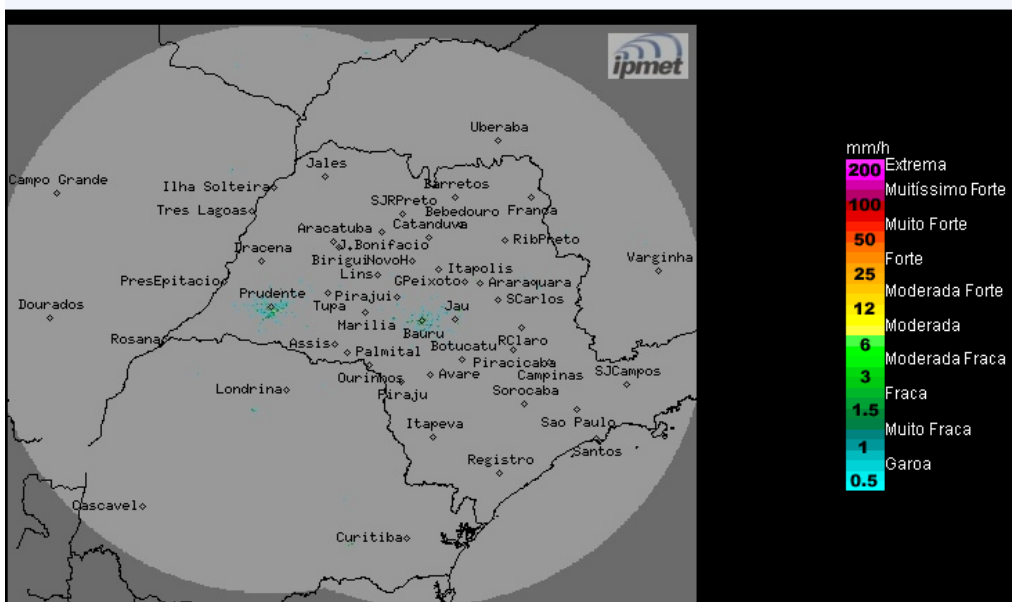 ipmet
Uberaba
Jales
Campo Grande
Ilha Solteira
Barretos
SJRPreto
Tres Lagoas
Bebedouro
Franca
Aracatuba
Catanduva
J.Bonifacio
RibPreto
Dracena
Birigui
NovoH
Itapolis
Varginha
Lins
PresEpitacio
GPeixoto
Araraquara
Prudente
Tupa
Pirajui
SCarlos
Dourados
Jau
Marilia
Bauru
Rosana
Assis
Botucatu
RClaro
Palmital
Piracicaba
Ourinhos
Avare
Campinas
SJCampos
Londrina
Piraju
Sorocaba
Itapeva
Sao Paulo
Santos
Registro
Cascavel
Curitiba
mm/h
200 Extrema
Muitíssimo Forte
100
Muito Forte
50
Forte
25
Moderada Forte
12
Moderada
6
Moderada Fraca
3
Fraca
1.5
Muito Fraca
1
Garoa
0.5